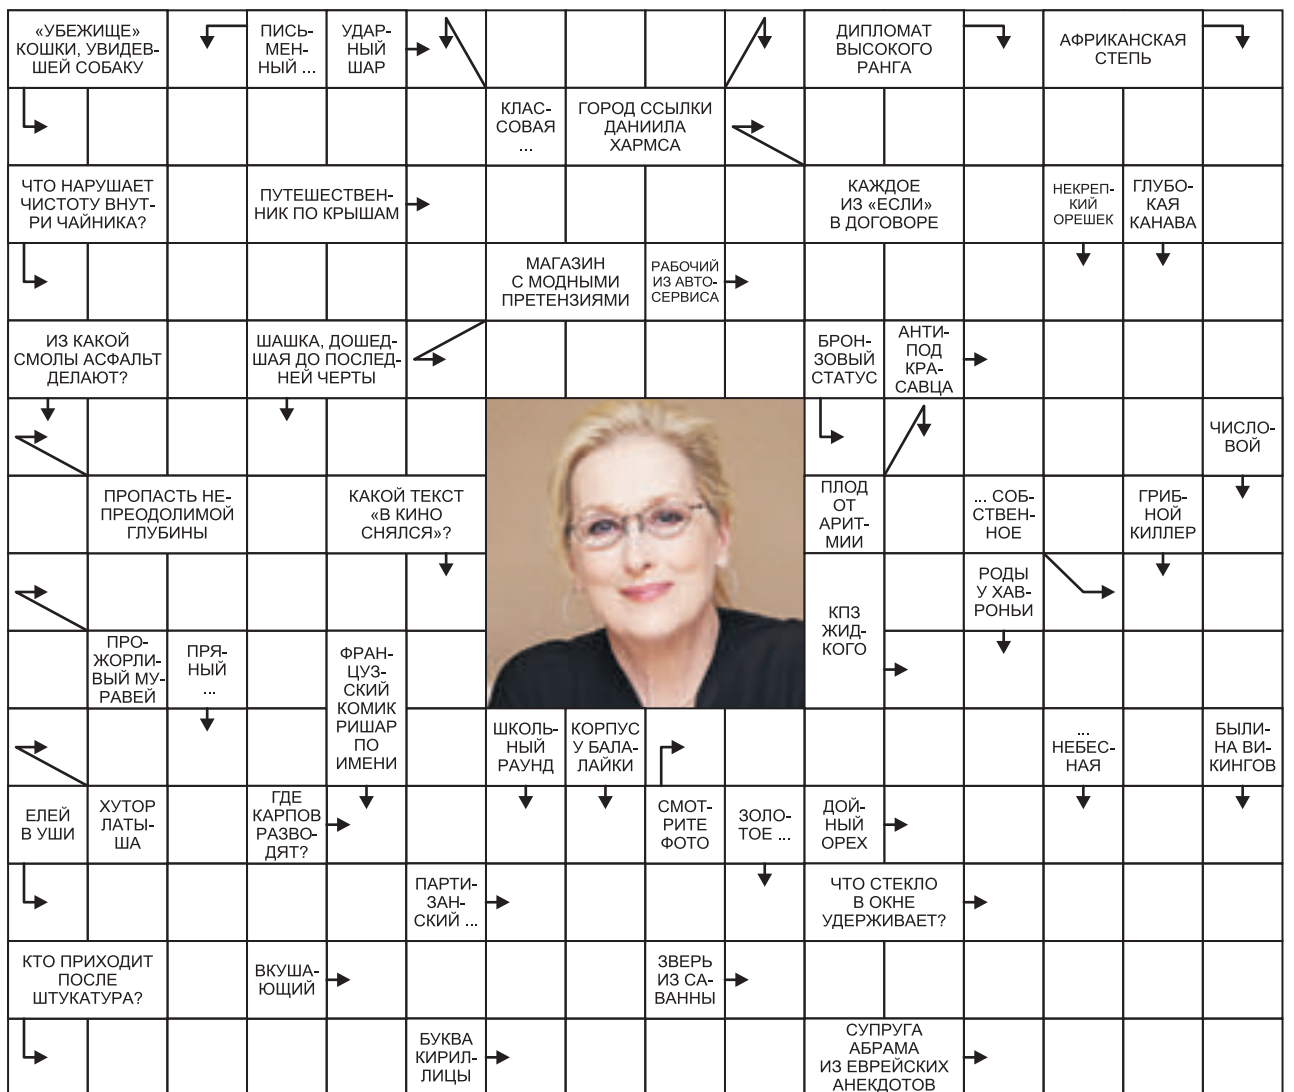 «УБЕЖИЩЕ»
КОШКИ, УВИДЕВ-
ШЕЙ СОБАКУ
ПИСЬ-
МЕН-
НЫЙ ...
УДАР-
НЫЙ
ШАР
ДИПЛОМАТ
ВЫСОКОГО
РАНГА
АФРИКАНСКАЯ
СТЕПЬ
КЛАС-
СОВАЯ
...
ГОРОД ССЫЛКИ
ДАНИИЛА
ХАРМСА
ЧТО НАРУШАЕТ
ЧИСТОТУ ВНУТ-
РИ ЧАЙНИКА?
ПУТЕШЕСТВЕН-
НИК ПО КРЫШАМ
КАЖДОЕ
ИЗ «ЕСЛИ»
В ДОГОВОРЕ
НЕКРЕП-
КИЙ
ОРЕШЕК
ГЛУБО-
КАЯ
КАНАВА
МАГАЗИН
С МОДНЫМИ
ПРЕТЕНЗИЯМИ
РАБОЧИЙ
ИЗ АВТО-
СЕРВИСА
ИЗ КАКОЙ
СМОЛЫ АСФАЛЬТ
ДЕЛАЮТ?
ШАШКА, ДОШЕД-
ШАЯ ДО ПОСЛЕД-
НЕЙ ЧЕРТЫ
БРОН-
ЗОВЫЙ
СТАТУС
АНТИ-
ПОД
КРА-
САВЦА
ЧИСЛО-
ВОЙ
ПРОПАСТЬ НЕ-
ПРЕОДОЛИМОЙ
ГЛУБИНЫ
КАКОЙ ТЕКСТ
«В КИНО
СНЯЛСЯ»?
ПЛОД
ОТ
АРИТ-
МИИ
... СОБ-
СТВЕН-
НОЕ
ГРИБ-
НОЙ
КИЛЛЕР
КПЗ
ЖИД-
КОГО
РОДЫ
У ХАВ-
РОНЬИ
ПРО-
ЖОРЛИ-
ВЫЙ МУ-
РАВЕЙ
ПРЯ-
НЫЙ
...
ФРАН-
ЦУЗ-
СКИЙ
КОМИК
РИШАР
ПО
ИМЕНИ
ШКОЛЬ-
НЫЙ
РАУНД
КОРПУС
У БАЛА-
ЛАЙКИ
...
НЕБЕС-
НАЯ
БЫЛИ-
НА ВИ-
КИНГОВ
ЕЛЕЙ
В УШИ
ХУТОР
ЛАТЫ-
ША
ГДЕ
КАРПОВ
РАЗВО-
ДЯТ?
СМОТ-
РИТЕ
ФОТО
ЗОЛО-
ТОЕ ...
ДОЙ-
НЫЙ
ОРЕХ
ПАРТИ-
ЗАН-
СКИЙ ...
ЧТО СТЕКЛО
В ОКНЕ
УДЕРЖИВАЕТ?
КТО ПРИХОДИТ
ПОСЛЕ
ШТУКАТУРА?
ВКУША-
ЮЩИЙ
ЗВЕРЬ
ИЗ СА-
ВАННЫ
БУКВА
КИРИЛ-
ЛИЦЫ
СУПРУГА
АБРАМА
ИЗ ЕВРЕЙСКИХ
АНЕКДОТОВ